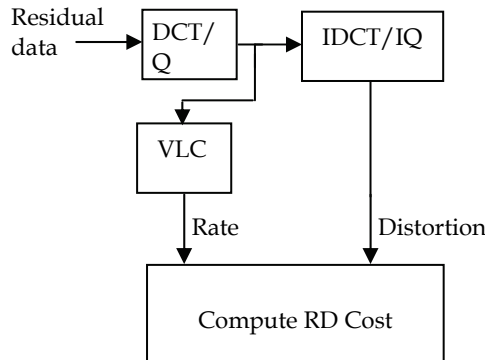 Residual
data
DCT/
Q
IDCT/IQ
VLC
Rate
Distortion
Compute RD Cost